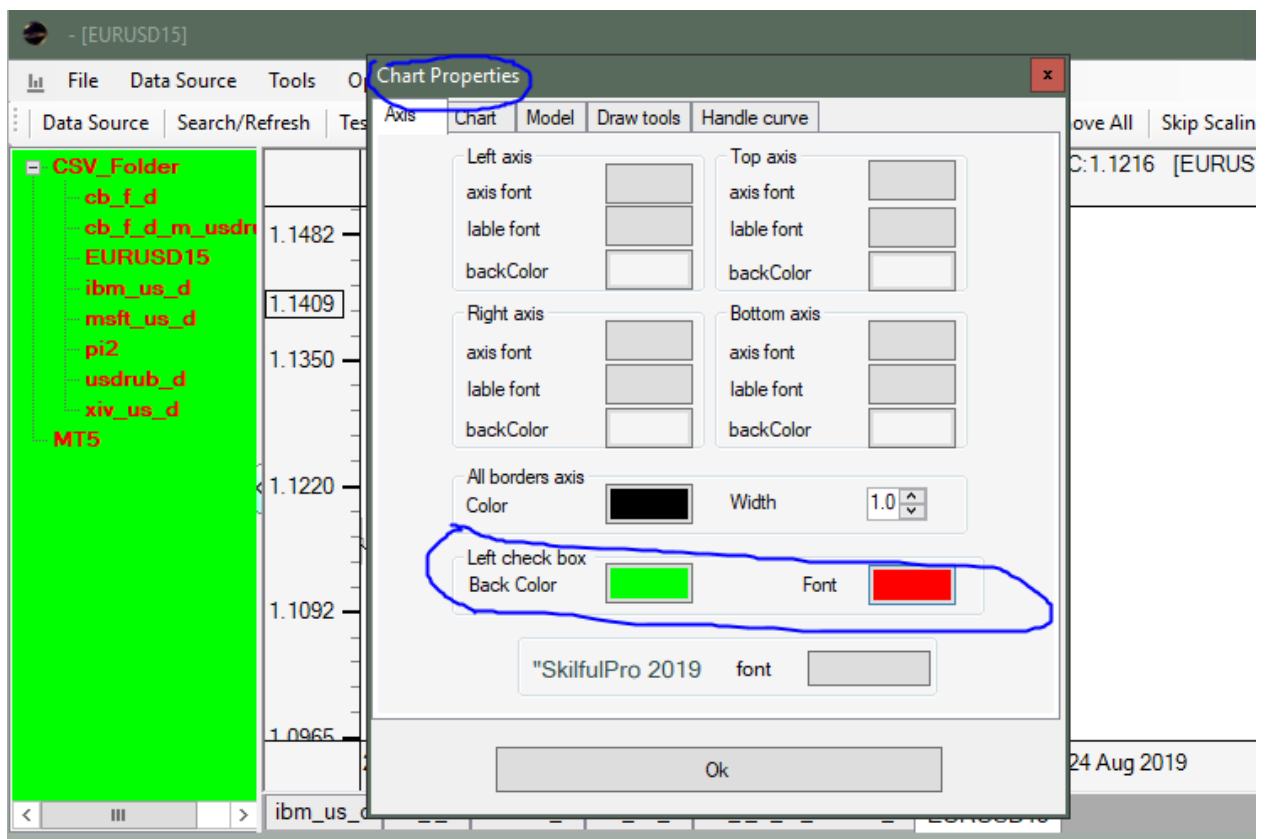 - [EURUSD15]
File Data Source Tools
Data Source Search/Refresh
CSV_Folder
cb_f_d
EURUSD15
ibm_us_d
msft_us_d
pi2
usdrub_d
xiv_us_d
MT5
1.1482
1.1409
1.1350
1.1220
1.1092
1.0965
Chart Properties
x
Axis Chart Model Draw tools Handle curve
Left axis
axis font
lable font
backColor
Top axis
axis font
lable font
backColor
Right axis
axis font
lable font
backColor
Bottom axis
axis font
lable font
backColor
All borders axis
Color Width 1.0
Left check box
Back Color Font
"SkilfulPro 2019 font
Ok
All Skip
C:1.1216
24 Aug 2019